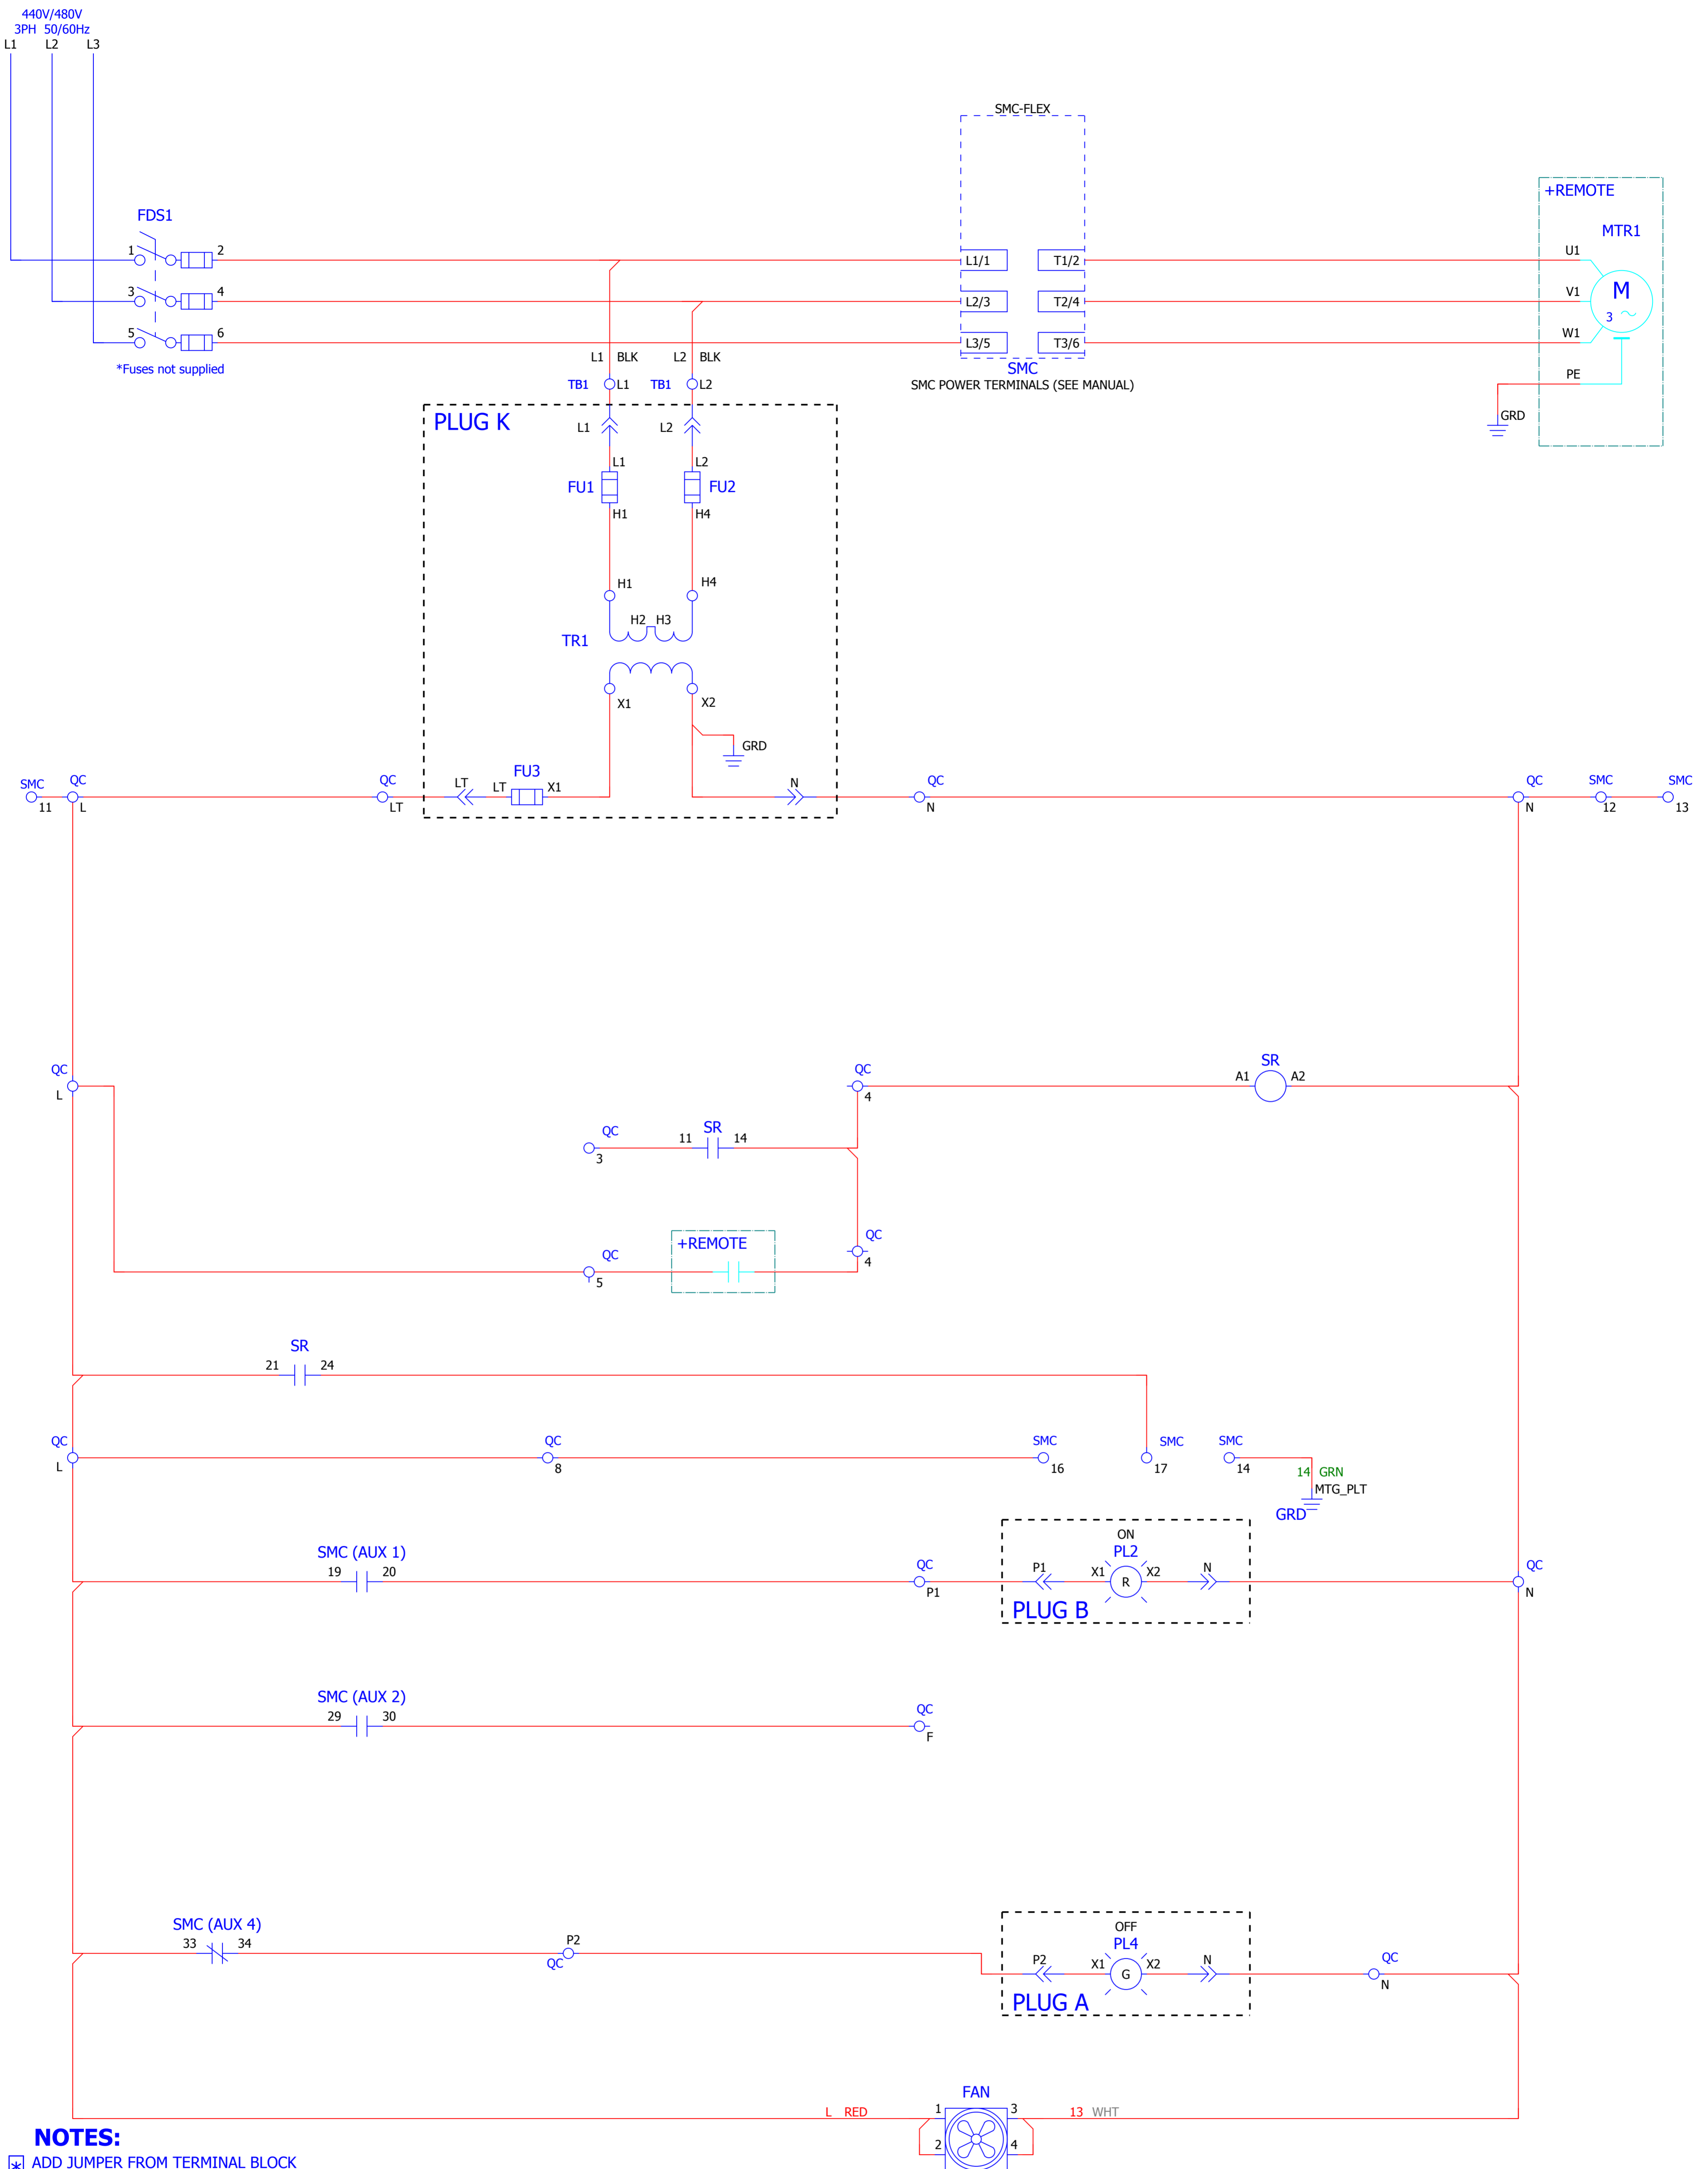 440V/480V
3PH 50/60Hz
L1 L2 L3
SMC-FLEX
+REMOTE
FDS1
MTR1
1 2 L1/1 T1/2 U1
3 4 L2/3 T2/4 V1 M
3
5 6 L3/5 T3/6 W1
*Fuses not supplied
L1 BLK L2 BLK
SMC
TB1 L1 TB1 L2
SMC POWER TERMINALS (SEE MANUAL)
PE
GRD
PLUG K
L1 L2
L1 L2
FU1 FU2
H1 H4
H1 H4
H2 H3
TR1
X1 X2
GRD
FU3
SMC QC QC LT LT X1 N QC QC SMC SMC
11 L LT N N 12 13
QC QC SR
L 4 A1 A2
QC SR
3 11 14
QC
4
+REMOTE
QC
5
SR
21 24
QC QC SMC SMC SMC
L 8 16 17 14
14 GRN
MTG_PLT
GRD
ON
SMC (AUX 1) PL2
19 20 QC P1 X1 R X2 N QC
P1 N
PLUG B
SMC (AUX 2)
29 30 QC
F
OFF
SMC (AUX 4) PL4
33 34 P2
QC
P2 X1 G X2 N QC
N
PLUG A
FAN
L RED 1 3 13 WHT
2 4
NOTES:
* ADD JUMPER FROM TERMINAL BLOCK